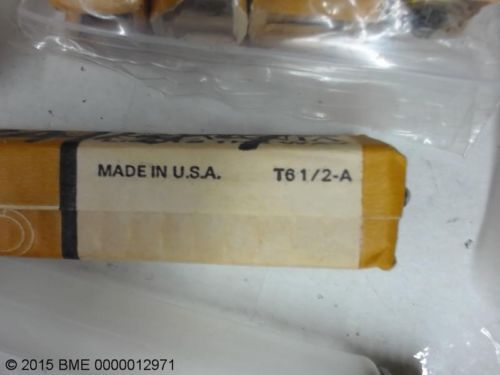 MADE IN U.S.A. T6 1/2-A
© 2015 BME 0000012971